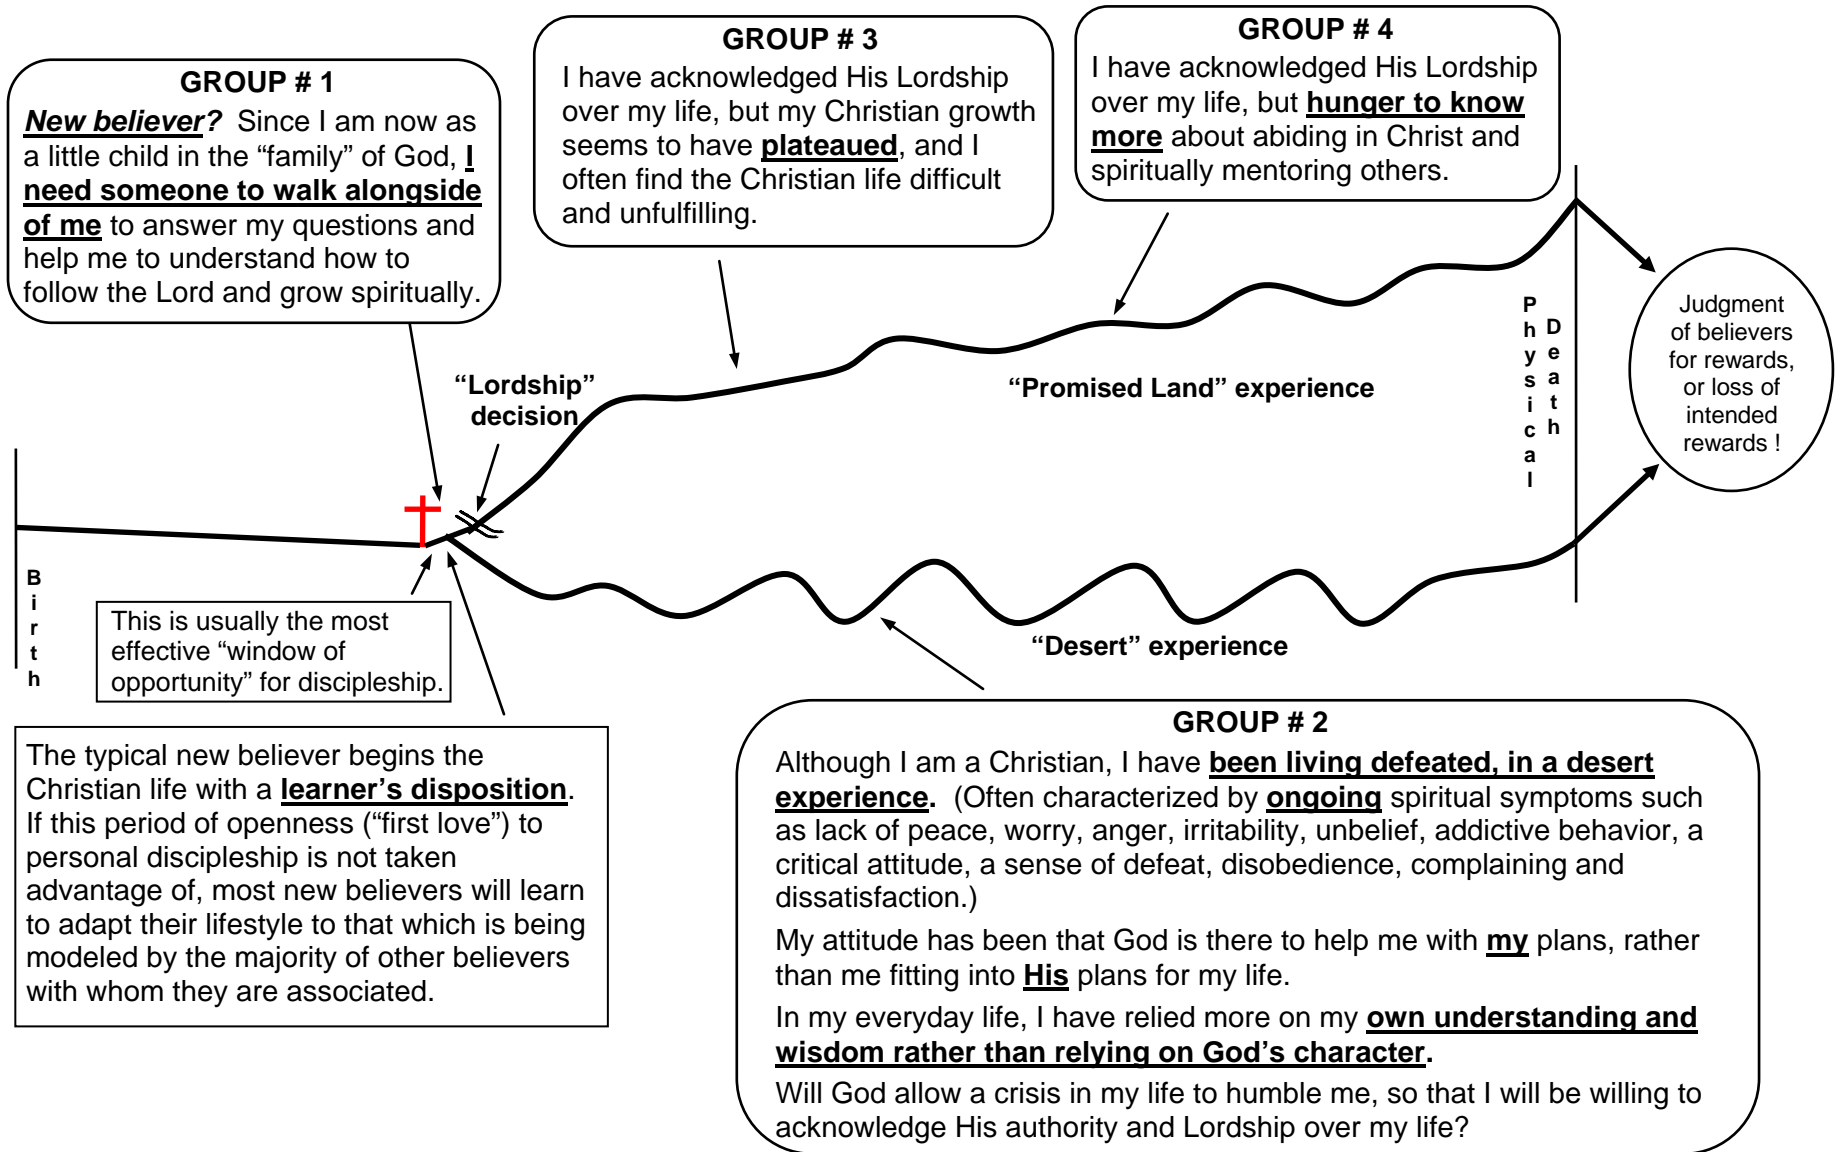 GROUP # 1
New believer? Since I am now as
a little child in the “family” of God, I
need someone to walk alongside
of me to answer my questions and
help me to understand how to
follow the Lord and grow spiritually.
GROUP # 3
I have acknowledged His Lordship
over my life, but my Christian growth
seems to have plateaued, and I
often find the Christian life difficult
and unfulfilling.
GROUP # 4
I have acknowledged His Lordship
over my life, but hunger to know
more about abiding in Christ and
spiritually mentoring others.
“Lordship”
decision
“Promised Land” experience
Physical
Death
Judgment
of believers
for rewards,
or loss of
intended
rewards !
Birth
This is usually the most
effective “window of
opportunity” for discipleship.
“Desert” experience
The typical new believer begins the
Christian life with a learner’s disposition.
If this period of openness (“first love”) to
personal discipleship is not taken
advantage of, most new believers will learn
to adapt their lifestyle to that which is being
modeled by the majority of other believers
with whom they are associated.
GROUP # 2
Although I am a Christian, I have been living defeated, in a desert
experience. (Often characterized by ongoing spiritual symptoms such
as lack of peace, worry, anger, irritability, unbelief, addictive behavior, a
critical attitude, a sense of defeat, disobedience, complaining and
dissatisfaction.)
My attitude has been that God is there to help me with my plans, rather
than me fitting into His plans for my life.
In my everyday life, I have relied more on my own understanding and
wisdom rather than relying on God’s character.
Will God allow a crisis in my life to humble me, so that I will be willing to
acknowledge His authority and Lordship over my life?